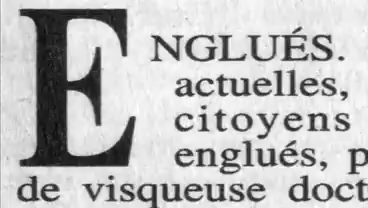 ENGLUÉS.
actuelles,
citoyens
englués, p
de visqueuse doct